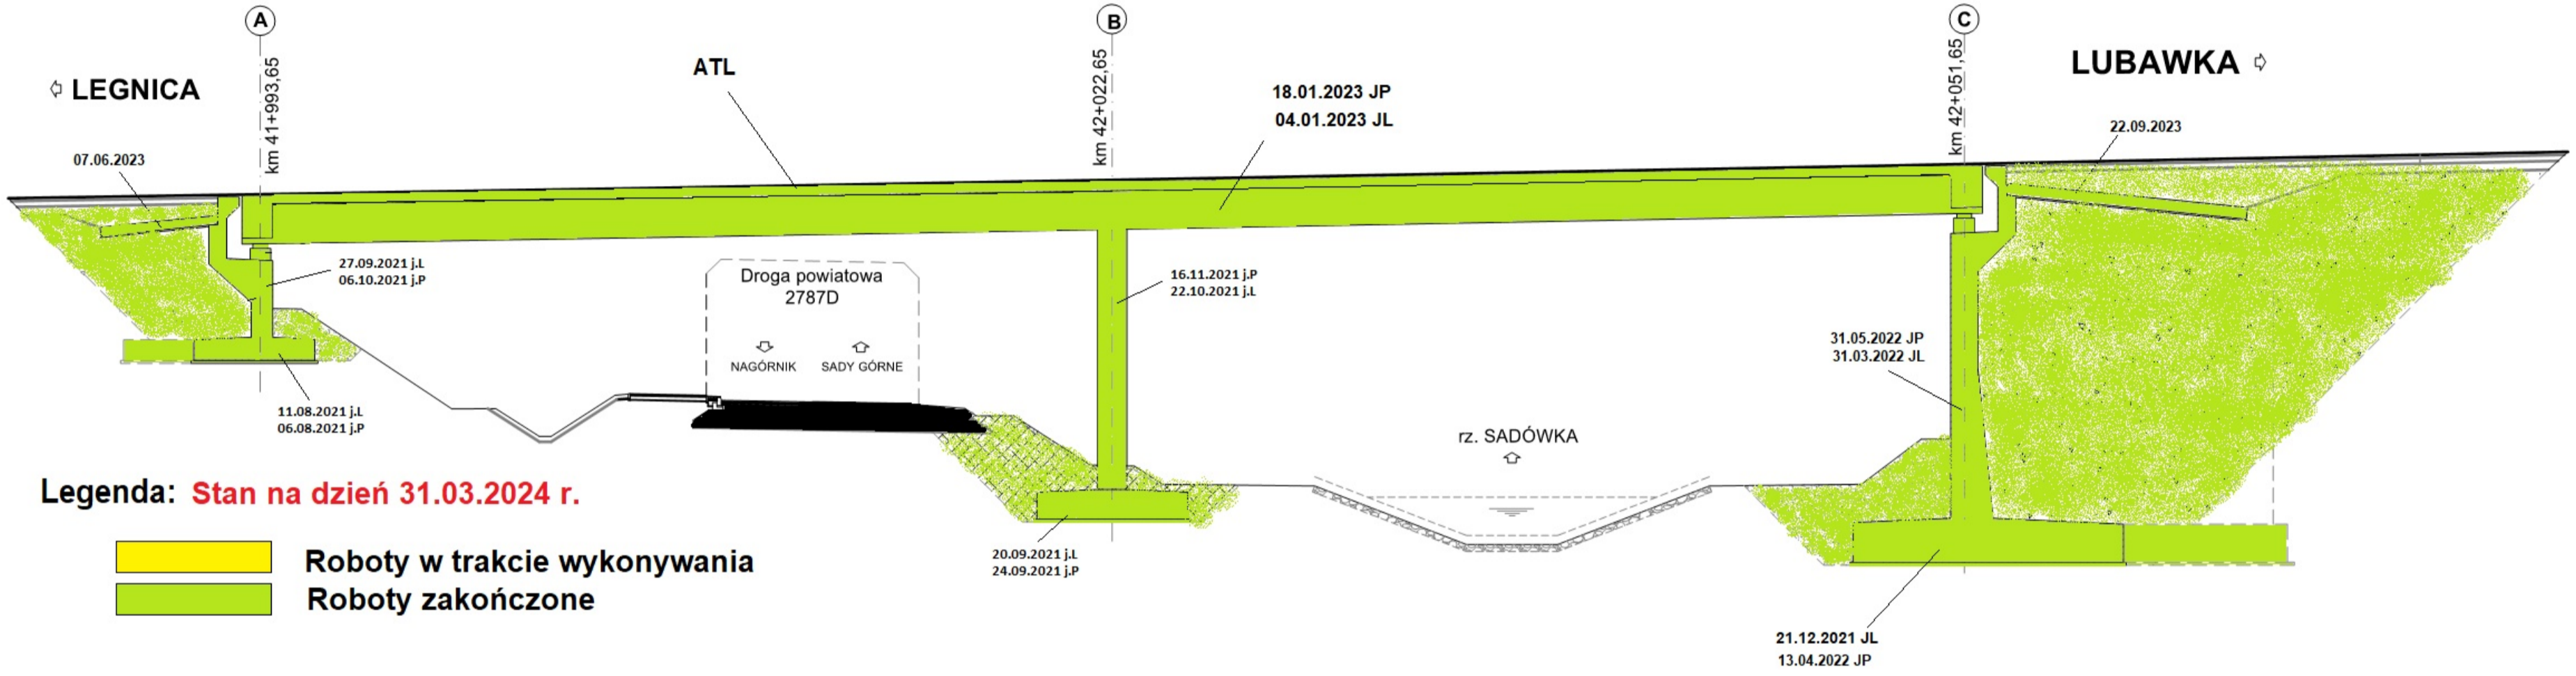 A
B
C
km 41+993,65
km 42+022,65
km 42+051,65
⇦ LEGNICA
ATL
LUBAWKA ⇨
18.01.2023 JP
04.01.2023 JL
07.06.2023
22.09.2023
27.09.2021 j.L
06.10.2021 j.P
Droga powiatowa
2787D
NAGÓRNIK
SADY GÓRNE
16.11.2021 j.P
22.10.2021 j.L
31.05.2022 JP
31.03.2022 JL
11.08.2021 j.L
06.08.2021 j.P
rz. SADÓWKA
Legenda: Stan na dzień 31.03.2024 r.
20.09.2021 j.L
24.09.2021 j.P
Roboty w trakcie wykonywania
Roboty zakończone
21.12.2021 JL
13.04.2022 JP